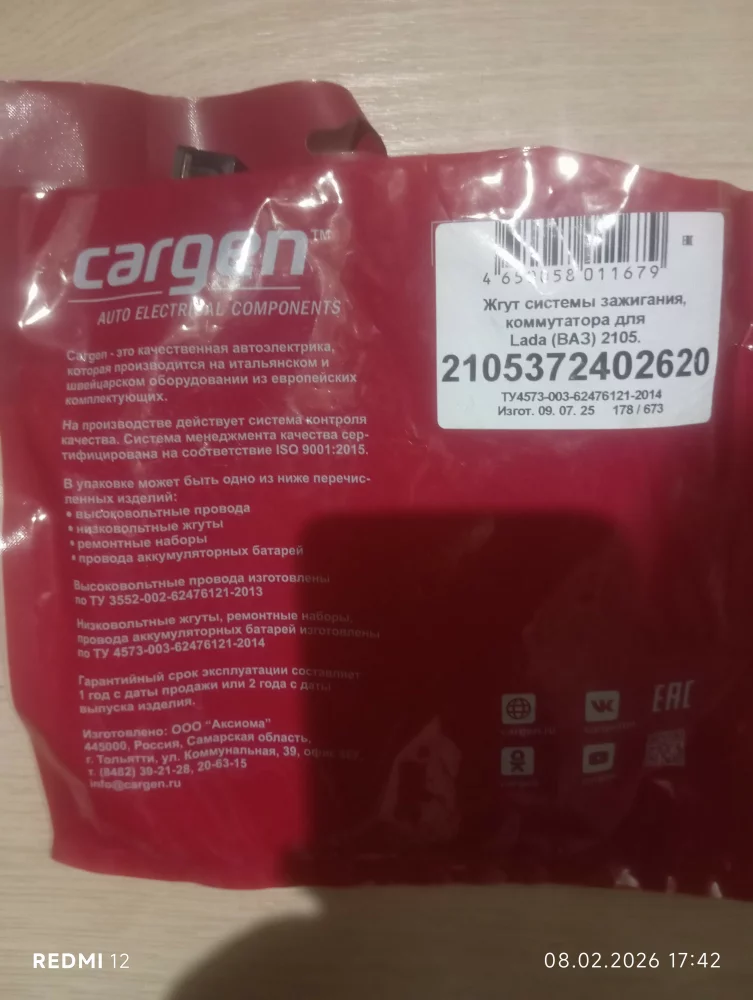 cargen™
AUTO ELECTRICAL COMPONENTS
Cargen - это качественная автоэлектрика,
которая производится на итальянском и
швейцарском оборудовании из европейских
комплектующих.
На производстве действует система контроля
качества. Система менеджмента качества сер-
тифицирована на соответствие ISO 9001:2015.
В упаковке может быть одно из ниже перечис-
ленных изделий:
• высоковольтные провода
• низковольтные жгуты
• ремонтные наборы
• провода аккумуляторных батарей
Высоковольтные провода изготовлены
по ТУ 3552-002-62476121-2013
Низковольтные жгуты, ремонтные наборы,
провода аккумуляторных батарей изготовлены
по ТУ 4573-003-62476121-2014
Гарантийный срок эксплуатации составляет
1 год с даты продажи или 2 года с даты
выпуска изделия.
Изготовлено: ООО "Аксиома"
445000, Россия, Самарская область,
г. Тольятти, ул. Коммунальная, 39,
т. (8482) 39-21-28, 20-63-15
info@cargen.ru
4 650058 011679
EAC
Жгут системы зажигания,
коммутатора для
Lada (ВАЗ) 2105.
2105372402620
ТУ4573-003-62476121-2014
Изгот. 09. 07. 25 178 / 673
EAC
cargen.ru
REDMI 12
08.02.2026 17:42